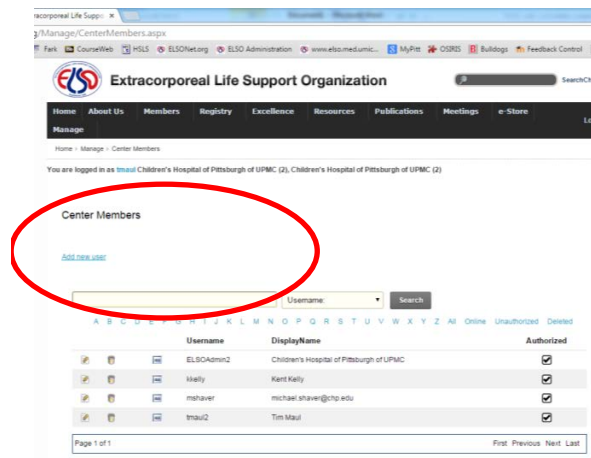 racorporeal Life Suppo
/Manage/CenterMembers.aspx
Fark CourseWeb HSLS ELSONet.org ELSO Administration www.elso.med.umic... MyPitt OSIRIS Bulldogs Feedback Control
ELSO Extracorporeal Life Support Organization
Home About Us Members Registry Excellence Resources Publications Meetings e-Store
Manage
Home › Manage › Center Members
You are logged in as tmaul Children's Hospital of Pittsburgh of UPMC (2), Children's Hospital of Pittsburgh of UPMC (2)
Center Members
Add new user
Username: Search
A B C D E F G H I J K L M N O P Q R S T U V W X Y Z All Online Unauthorized Deleted
Username DisplayName Authorized
ELSOAdmin2 Children's Hospital of Pittsburgh of UPMC
kkelly Kent Kelly
mshaver michael.shaver@chp.edu
tmaul2 Tim Maul
Page 1 of 1 First Previous Next Last